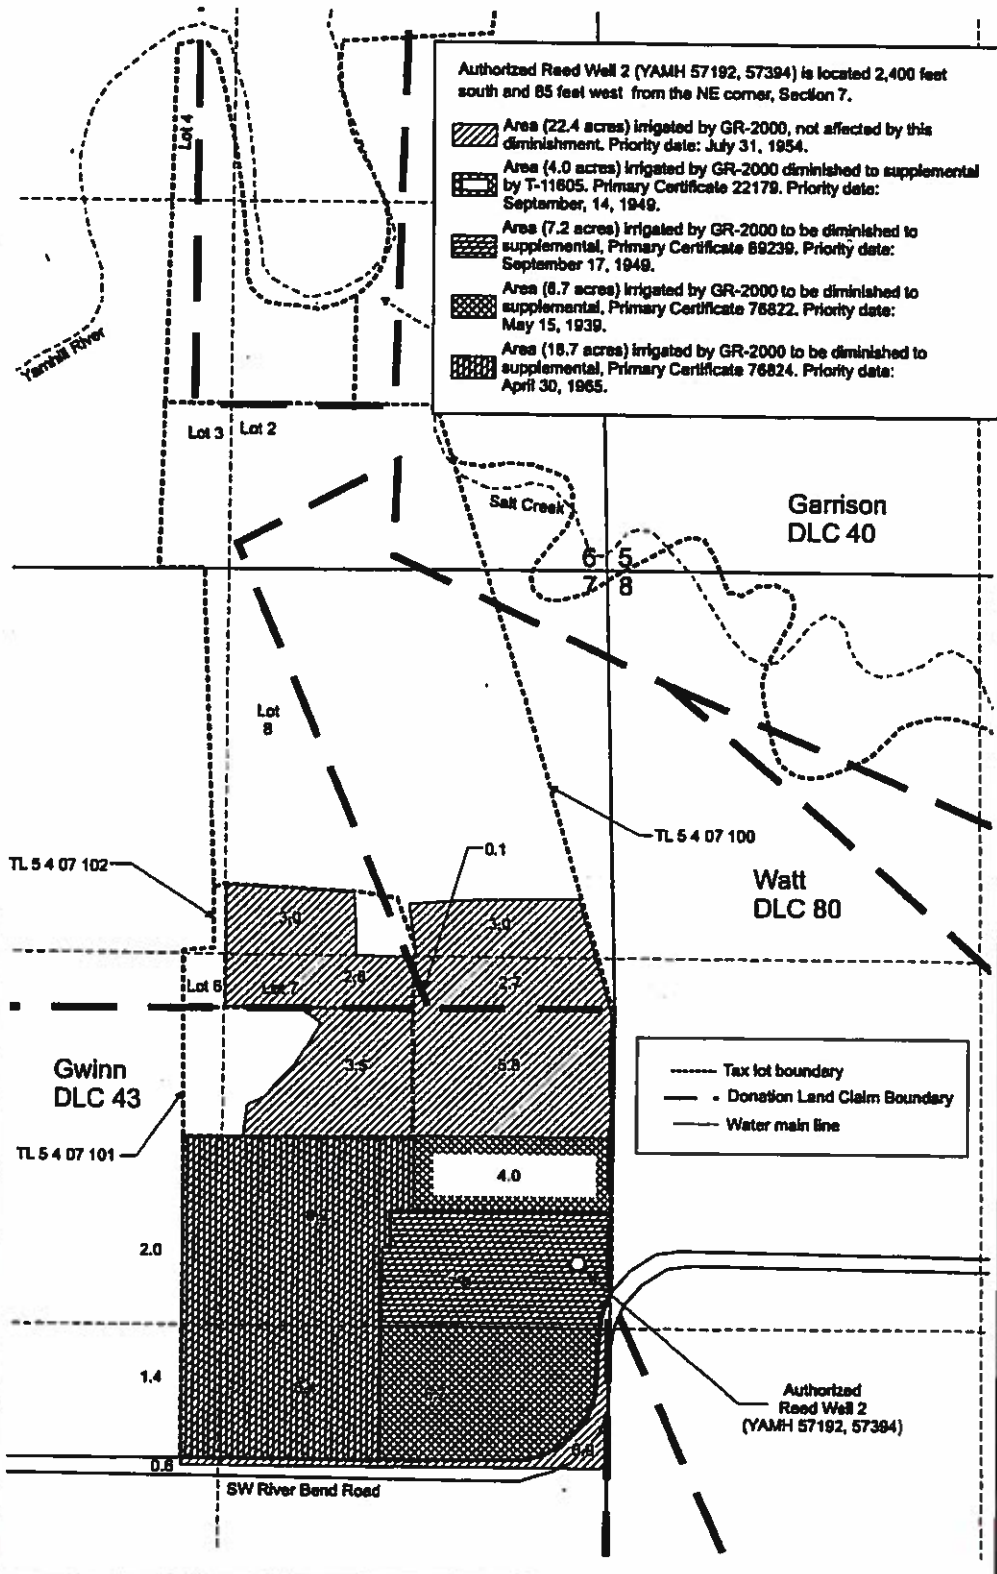 Authorized Reed Well 2 (YAMH 57192, 57394) is located 2,400 feet
south and 85 feet west from the NE corner, Section 7.
Area (22.4 acres) irrigated by GR-2000, not affected by this
diminishment. Priority date: July 31, 1954.
Area (4.0 acres) irrigated by GR-2000 diminished to supplemental
by T-11605. Primary Certificate 22179. Priority date:
September, 14, 1949.
Area (7.2 acres) irrigated by GR-2000 to be diminished to
supplemental, Primary Certificate 89239. Priority date:
September 17, 1949.
Area (8.7 acres) irrigated by GR-2000 to be diminished to
supplemental, Primary Certificate 76822. Priority date:
May 15, 1939.
Area (18.7 acres) irrigated by GR-2000 to be diminished to
supplemental, Primary Certificate 76824. Priority date:
April 30, 1965.
Lot 4
Yamhill River
Lot 3
Lot 2
Salt Creek
Garrison
DLC 40
6 5
7 8
Lot
8
TL 5 4 07 100
0.1
TL 5 4 07 102
Watt
DLC 80
3.0
3.0
2.6
2.7
Lot 6
Lot 7
Gwinn
DLC 43
3.5
TL 5 4 07 101
Tax lot boundary
Donation Land Claim Boundary
Water main line
4.0
2.0
1.4
Authorized
Reed Well 2
(YAMH 57192, 57394)
0.6
SW River Bend Road